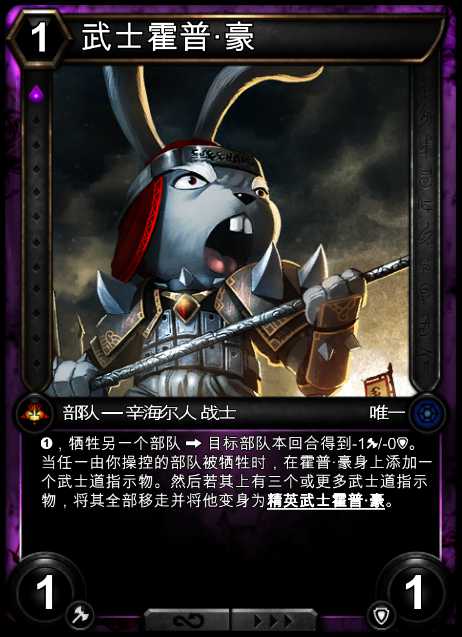 1 武士霍普·豪
部队 — 辛海尔人 战士 唯一
❶，牺牲另一个部队 ➡ 目标部队本回合得到-1/-0。
当任一由你操控的部队被牺牲时，在霍普·豪身上添加一
个武士道指示物。然后若其上有三个或更多武士道指示
物，将其全部移走并将他变身为精英武士霍普·豪。
1 1